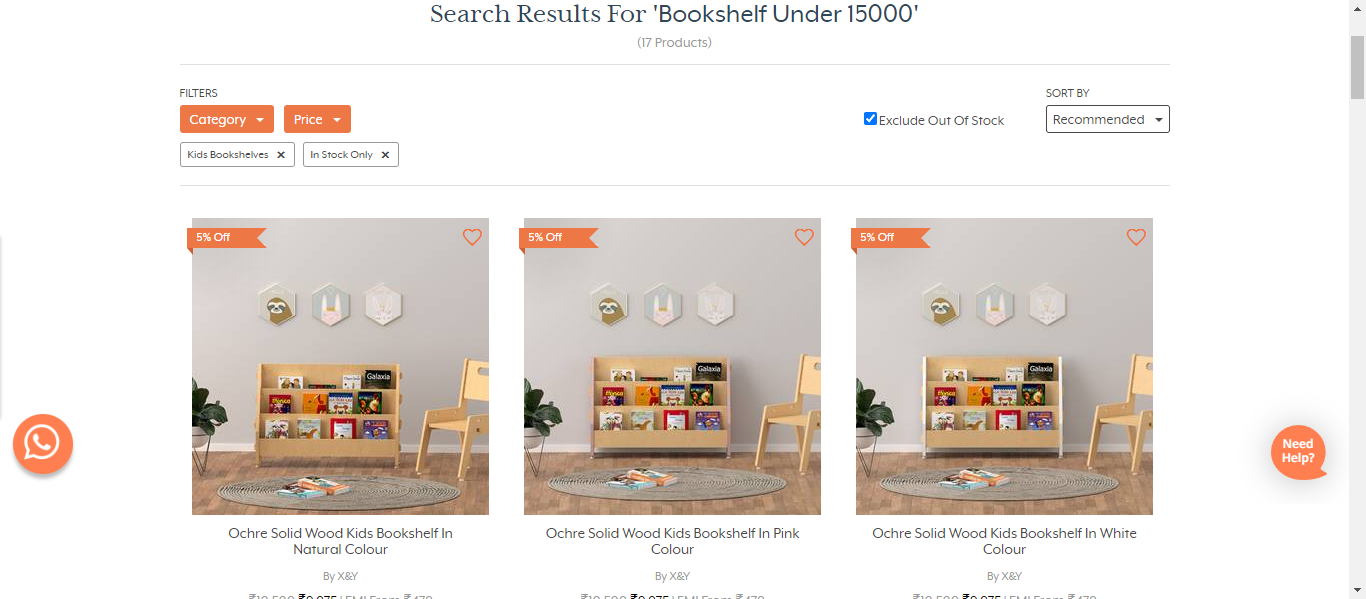 Search Results For 'Bookshelf Under 15000'
(17 Products)
FILTERS
SORT BY
Category
Price
Exclude Out Of Stock
Recommended
Kids Bookshelves ✕
In Stock Only ✕
5% Off
5% Off
5% Off
Galaxia
Galaxia
Galaxia
Need
Help?
Ochre Solid Wood Kids Bookshelf In
Natural Colour
Ochre Solid Wood Kids Bookshelf In Pink
Colour
Ochre Solid Wood Kids Bookshelf In White
Colour
By X&Y
By X&Y
By X&Y